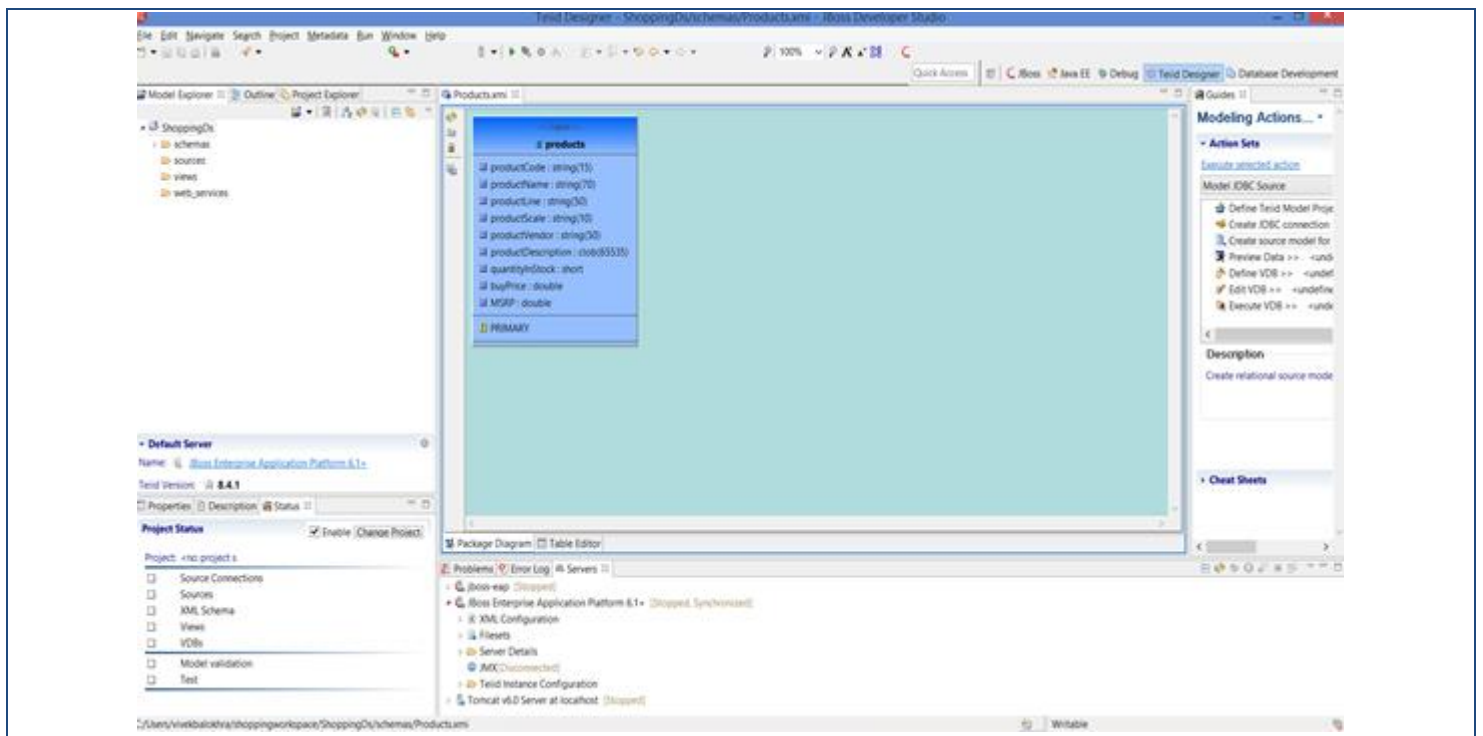 Teiid Designer - ShoppingDs/schemas/Products.xmi - JBoss Developer Studio
File Edit Navigate Search Project Metadata Run Window Help
100%
Quick Access
JBoss Java EE Debug Teiid Designer Database Development
Model Explorer Outline Project Explorer
ShoppingDs
schemas
sources
views
web_services
Default Server
Name: JBoss Enterprise Application Platform 6.1+
Teiid Version: 8.4.1
Properties Description Status
Project Status Enable Change Project
Project: <no project>
Source Connections
Sources
XML Schema
Views
VDBs
Model validation
Test
Products.xmi
products
productCode : string(15)
productName : string(70)
productLine : string(50)
productScale : string(10)
productVendor : string(50)
productDescription : clob(65535)
quantityInStock : short
buyPrice : double
MSRP : double
PRIMARY
Package Diagram Table Editor
Problems Error Log Servers
jboss-eap [Stopped]
JBoss Enterprise Application Platform 6.1+ [Stopped, Synchronized]
XML Configuration
Filesets
Server Details
JMX[Disconnected]
Teiid Instance Configuration
Tomcat v6.0 Server at localhost [Stopped]
Guides
Modeling Actions...
Action Sets
Execute selected action
Model JDBC Source
Define Teiid Model Proje
Create JDBC connection
Create source model for
Preview Data >> <unde
Define VDB >> <undef
Edit VDB >> <undefine
Execute VDB >> <unde
Description
Create relational source mode
Cheat Sheets
C:/Users/vivekbalokhra/shoppingworkspace/ShoppingDs/schemas/Products.xmi
Writable